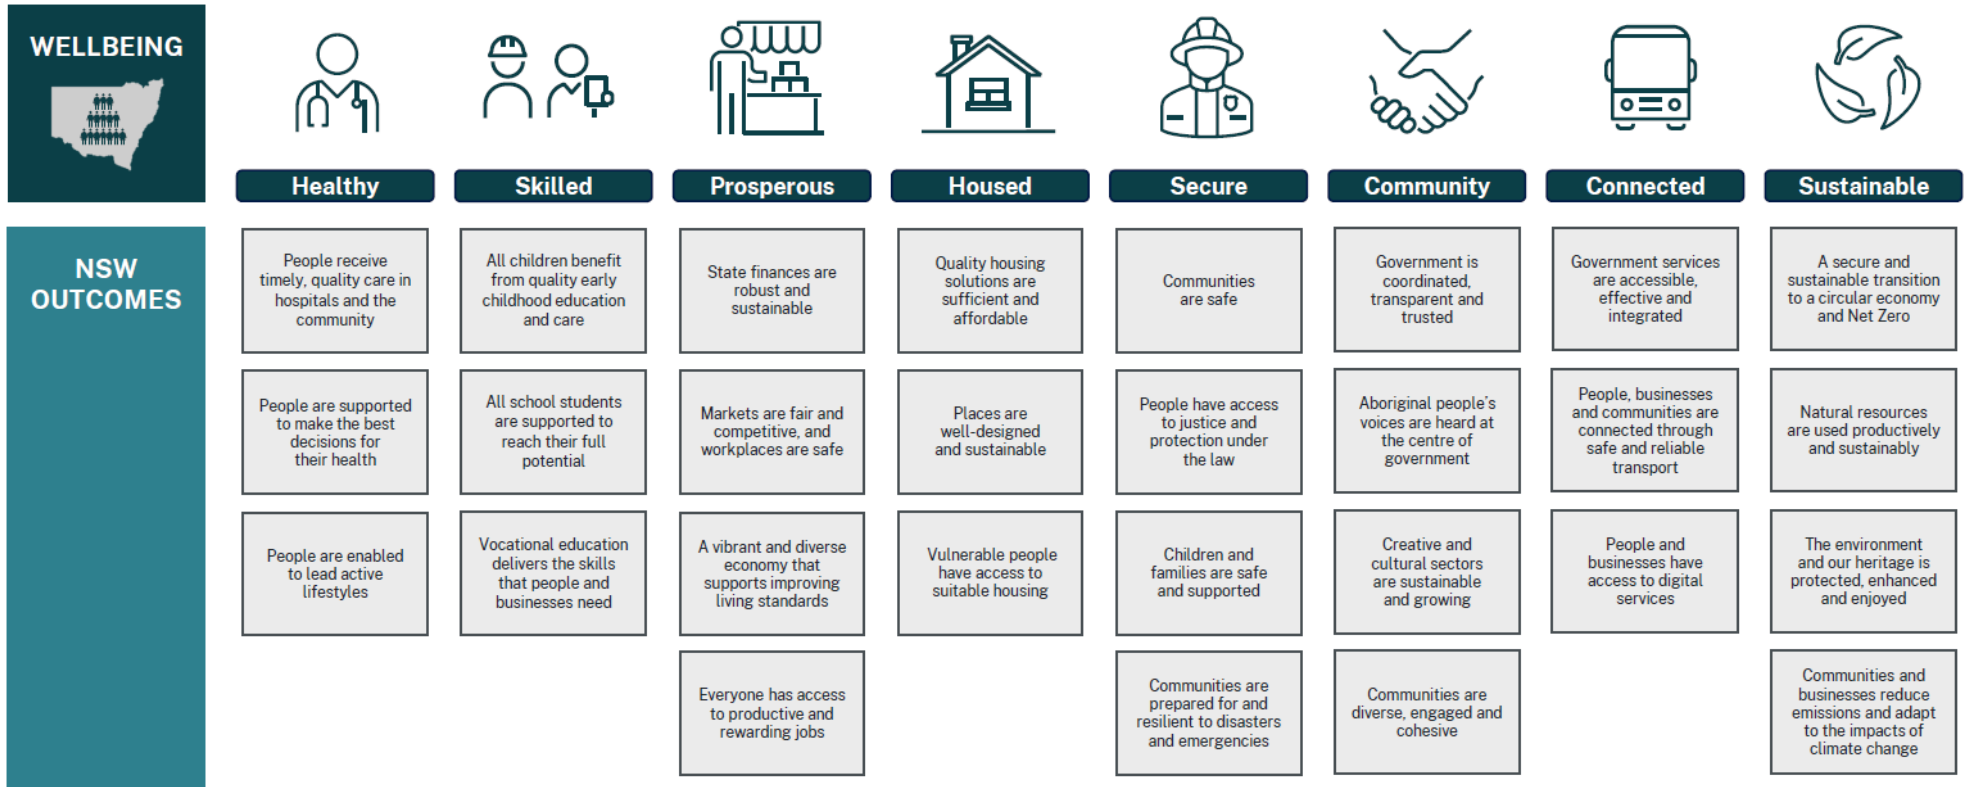 WELLBEING
Healthy
Skilled
Prosperous
Housed
Secure
Community
Connected
Sustainable
NSW
OUTCOMES
People receive
timely, quality care in
hospitals and the
community
All children benefit
from quality early
childhood education
and care
State finances are
robust and
sustainable
Quality housing
solutions are
sufficient and
affordable
Communities
are safe
Government is
coordinated,
transparent and
trusted
Government services
are accessible,
effective and
integrated
A secure and
sustainable transition
to a circular economy
and Net Zero
People are supported
to make the best
decisions for
their health
All school students
are supported to
reach their full
potential
Markets are fair and
competitive, and
workplaces are safe
Places are
well-designed
and sustainable
People have access
to justice and
protection under
the law
Aboriginal people's
voices are heard at
the centre of
government
People, businesses
and communities are
connected through
safe and reliable
transport
Natural resources
are used productively
and sustainably
People are enabled
to lead active
lifestyles
Vocational education
delivers the skills
that people and
businesses need
A vibrant and diverse
economy that
supports improving
living standards
Vulnerable people
have access to
suitable housing
Children and
families are safe
and supported
Creative and
cultural sectors
are sustainable
and growing
People and
businesses have
access to digital
services
The environment
and our heritage is
protected, enhanced
and enjoyed
Everyone has access
to productive and
rewarding jobs
Communities are
prepared for and
resilient to disasters
and emergencies
Communities are
diverse, engaged and
cohesive
Communities and
businesses reduce
emissions and adapt
to the impacts of
climate change